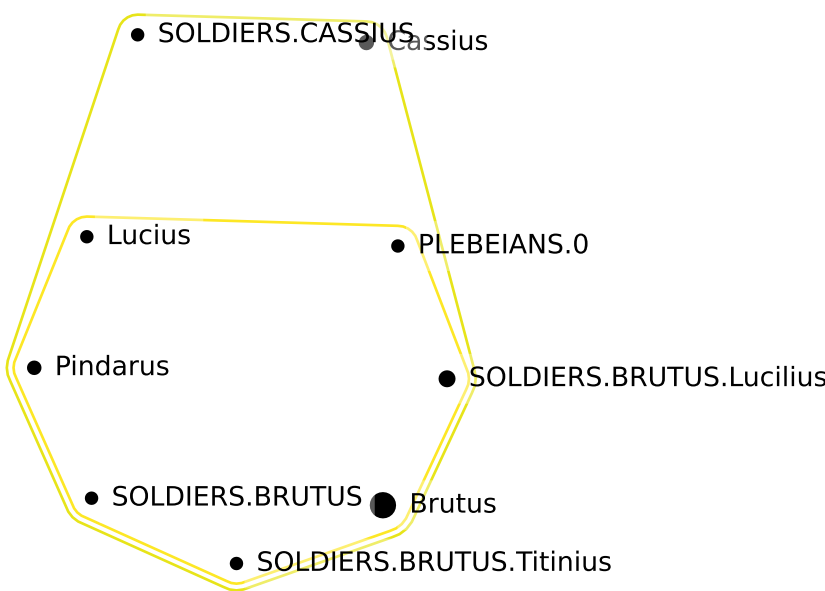 SOLDIERS.CASSIUS
Cassius
Lucius
PLEBEIANS.0
Pindarus
SOLDIERS.BRUTUS.Lucilius
SOLDIERS.BRUTUS
Brutus
SOLDIERS.BRUTUS.Titinius